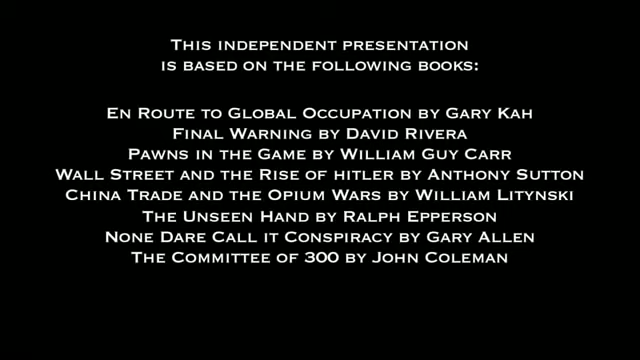 This independent presentation
is based on the following books:
En Route to Global Occupation by Gary Kah
Final Warning by David Rivera
Pawns in the Game by William Guy Carr
Wall Street and the Rise of hitler by Anthony Sutton
China Trade and the Opium Wars by William Litynski
The Unseen Hand by Ralph Epperson
None Dare Call it Conspiracy by Gary Allen
The Committee of 300 by John Coleman